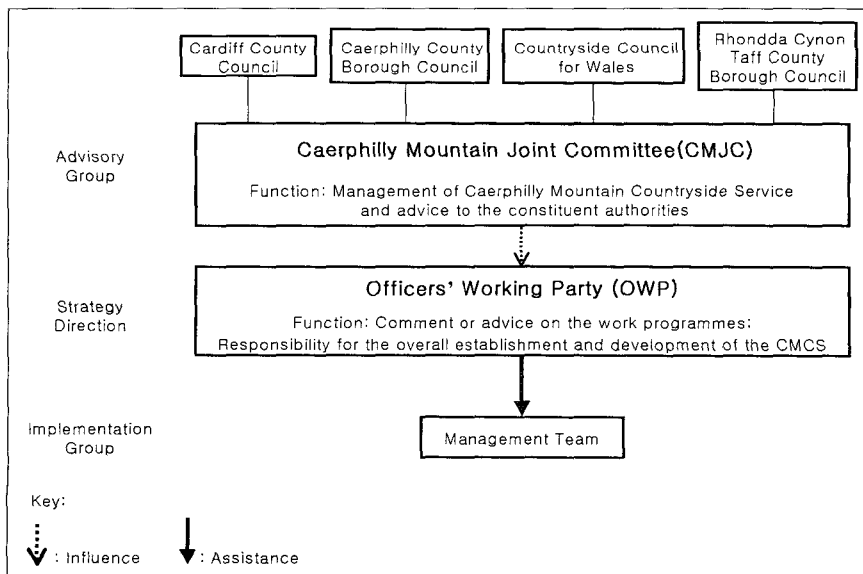 Cardiff County
Council
Caerphilly County
Borough Council
Countryside Council
for Wales
Rhondda Cynon
Taff County
Borough Council
Advisory
Group
Caerphilly Mountain Joint Committee(CMJC)
Function: Management of Caerphilly Mountain Countryside Service
and advice to the constituent authorities
Strategy
Direction
Officers' Working Party (OWP)
Function: Comment or advice on the work programmes:
Responsibility for the overall establishment and development of the CMCS
Implementation
Group
Management Team
Key:
: Influence
: Assistance